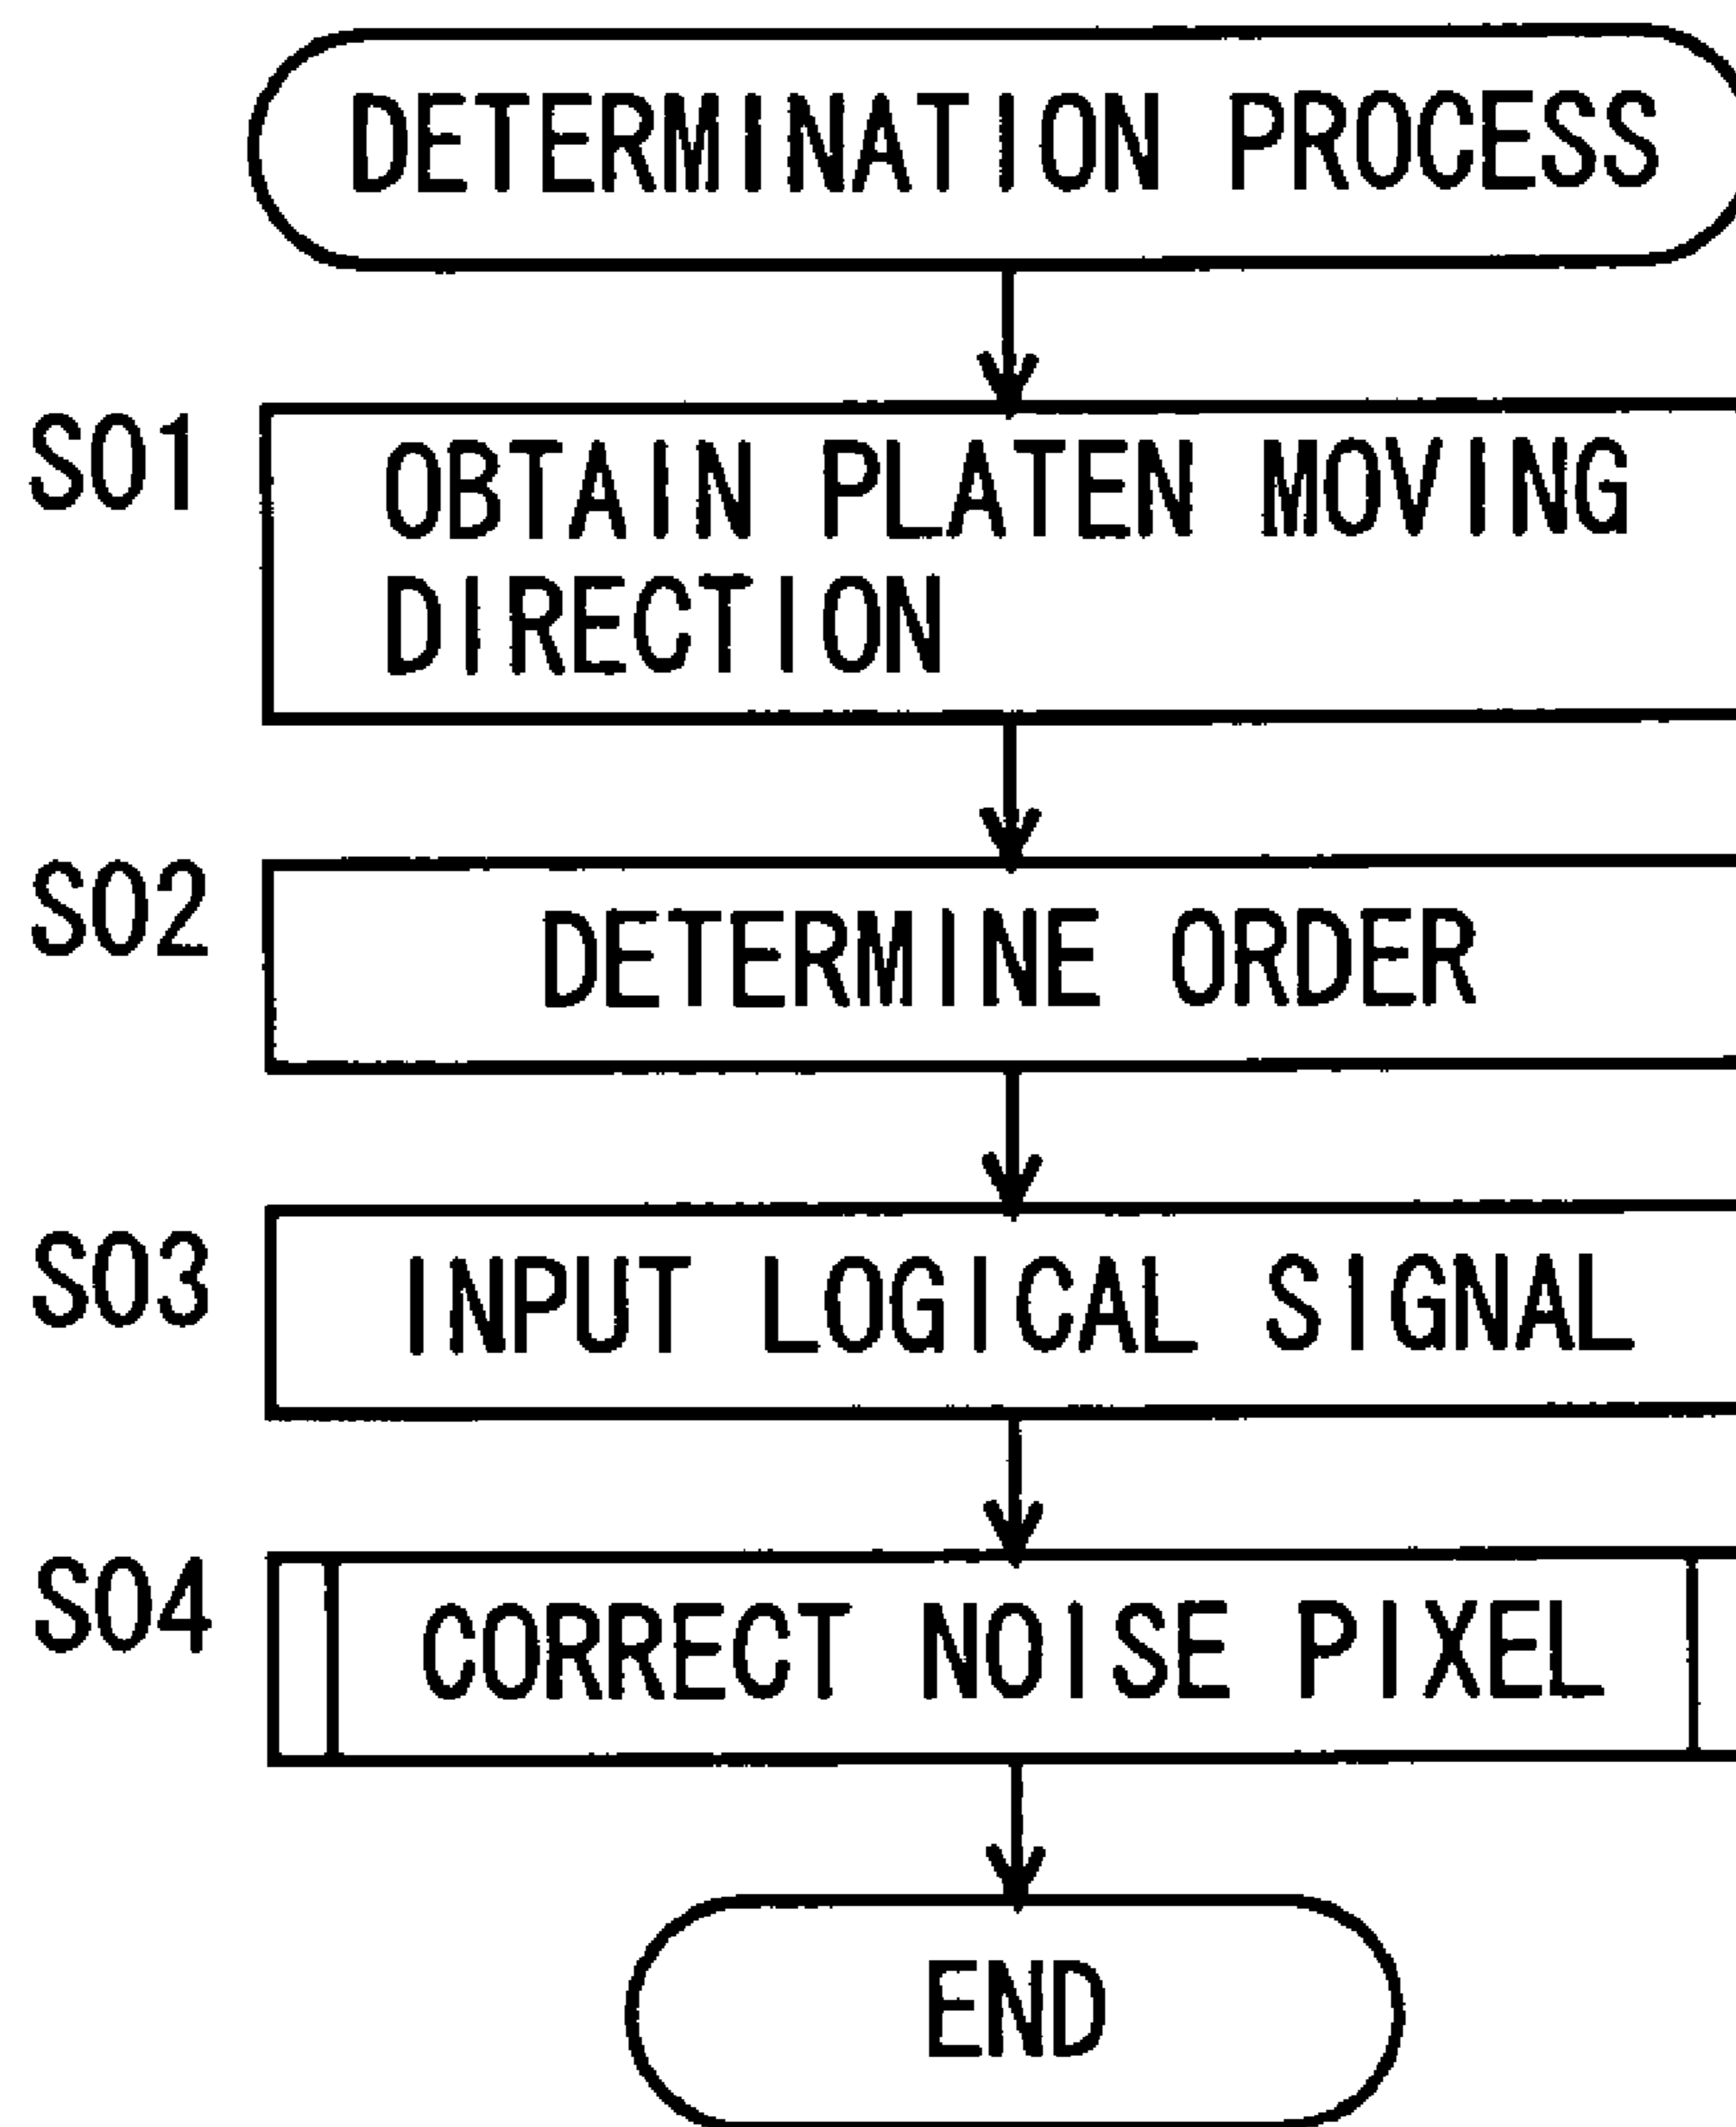 DETERMINATION PROCESS
S01
OBTAIN PLATEN MOVING
DIRECTION
S02
DETERMINE ORDER
S03
INPUT LOGICAL SIGNAL
S04
CORRECT NOISE PIXEL
END